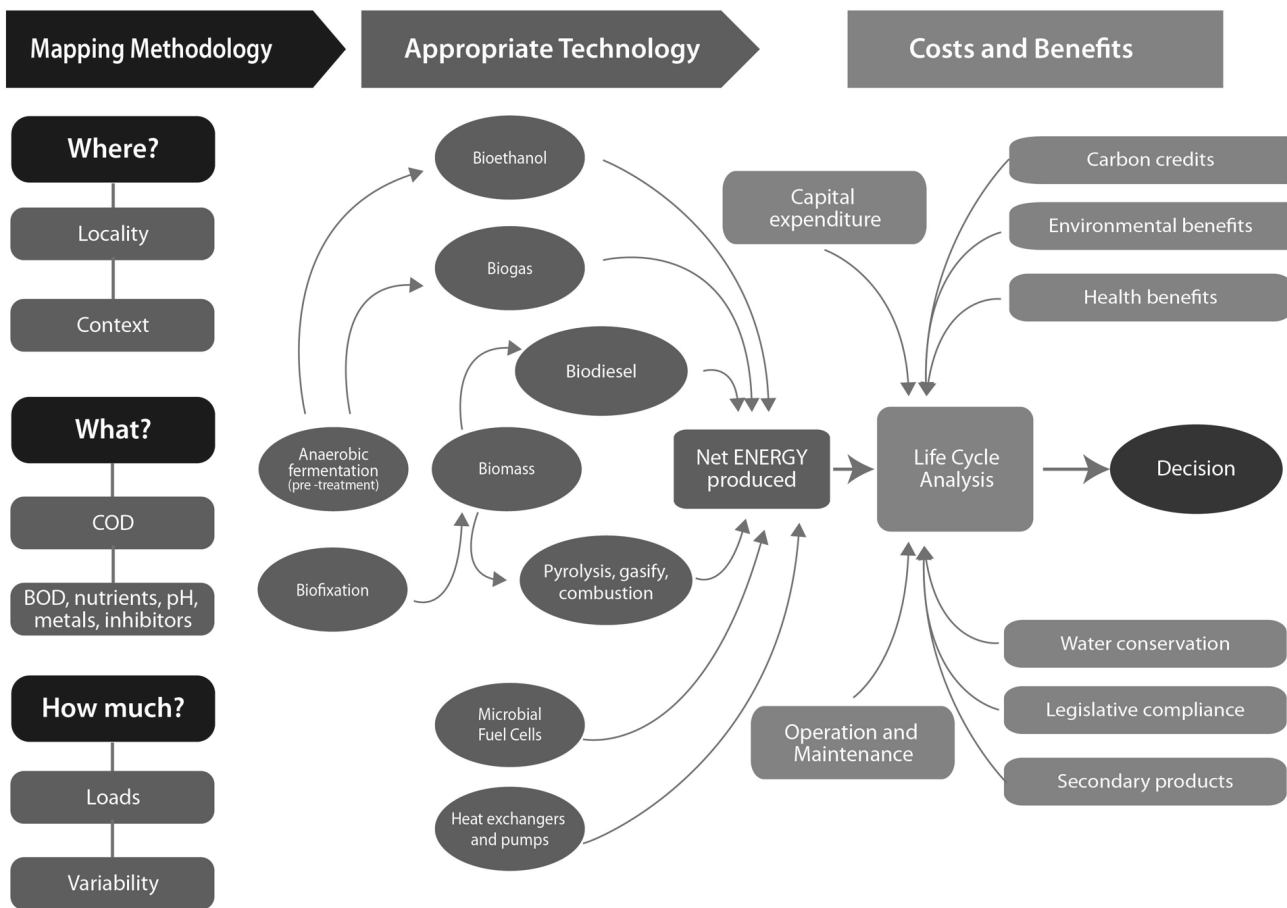 Mapping Methodology
Appropriate Technology
Costs and Benefits
Where?
Locality
Context
What?
COD
BOD, nutrients, pH,
metals, inhibitors
How much?
Loads
Variability
Bioethanol
Biogas
Biodiesel
Anaerobic
fermentation
(pre -treatment)
Biomass
Biofixation
Pyrolysis, gasify,
combustion
Microbial
Fuel Cells
Heat exchangers
and pumps
Net ENERGY
produced
Capital
expenditure
Life Cycle
Analysis
Operation and
Maintenance
Carbon credits
Environmental benefits
Health benefits
Decision
Water conservation
Legislative compliance
Secondary products